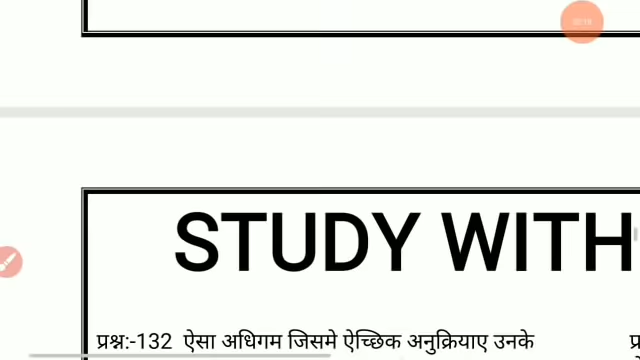 STUDY WITH
प्रश्न:-132 ऐसा अधिगम जिसमे ऐच्छिक अनुक्रियाए उनके